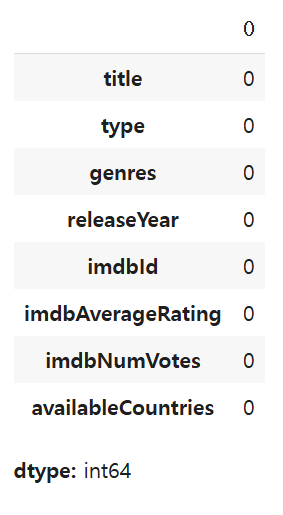 0
title 0
type 0
genres 0
releaseYear 0
imdbId 0
imdbAverageRating 0
imdbNumVotes 0
availableCountries 0
dtype: int64